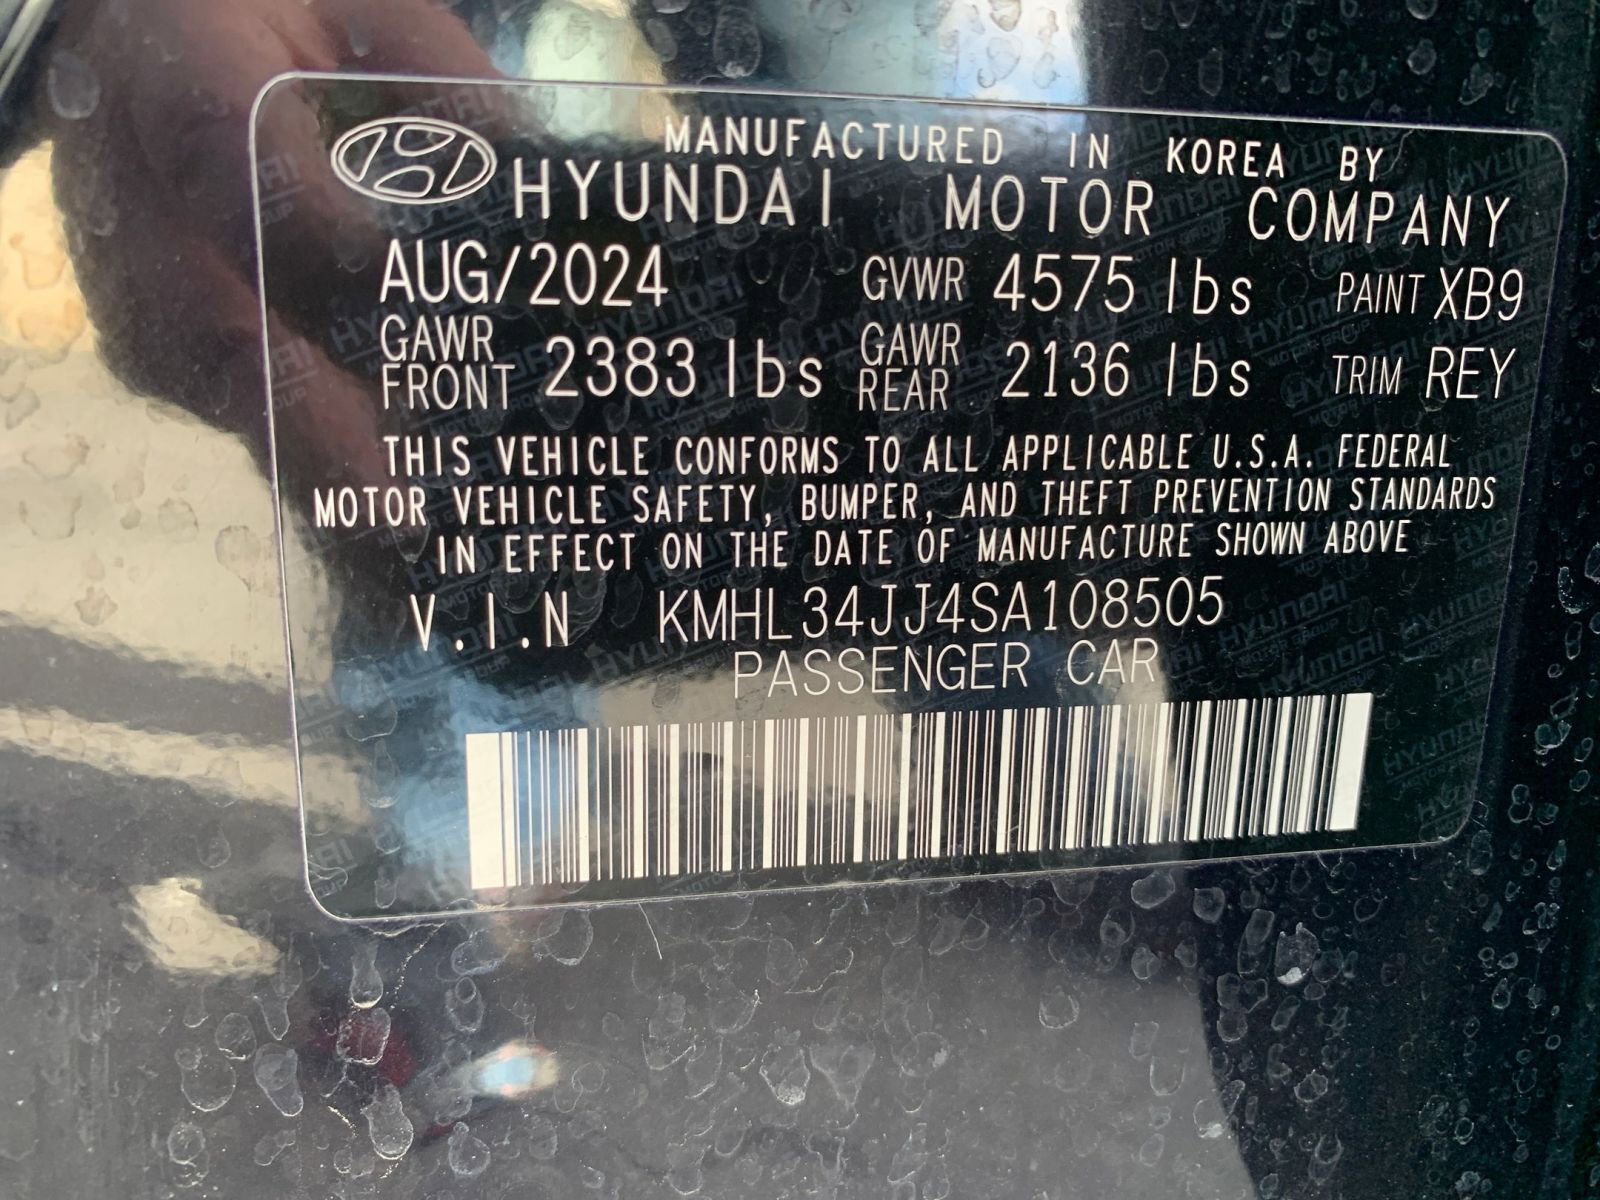 MANUFACTURED IN KOREA BY
HYUNDAI MOTOR COMPANY
AUG/2024 GVWR 4575 lbs PAINT XB9
GAWR FRONT 2383 lbs GAWR REAR 2136 lbs TRIM REY
THIS VEHICLE CONFORMS TO ALL APPLICABLE U.S.A. FEDERAL
MOTOR VEHICLE SAFETY, BUMPER, AND THEFT PREVENTION STANDARDS
IN EFFECT ON THE DATE OF MANUFACTURE SHOWN ABOVE
V.I.N KMHL34JJ4SA108505
PASSENGER CAR